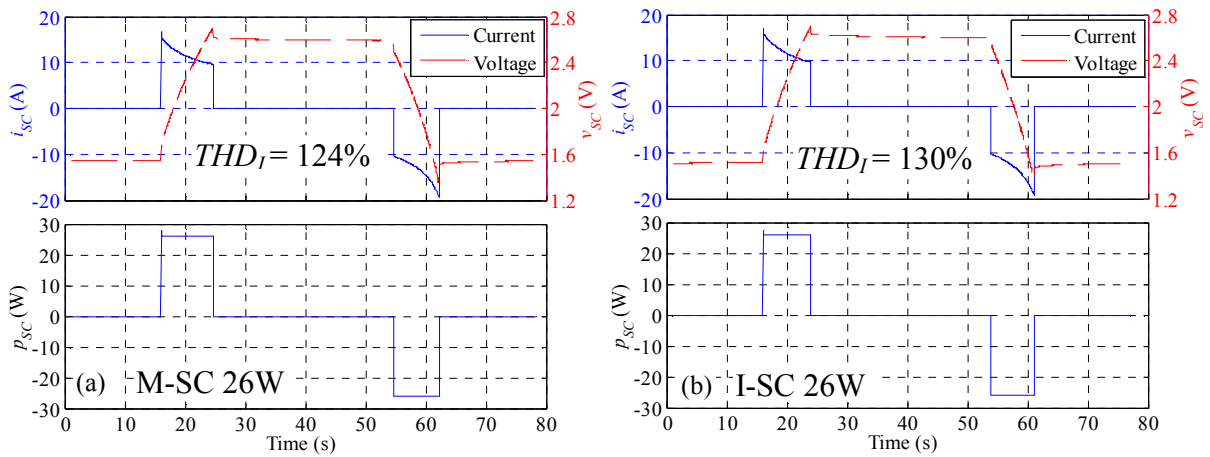 20
10
0
-10
-20
i_SC (A)
2.8
2.4
2
1.6
1.2
v_SC (V)
Current
Voltage
THD_I = 124%
30
20
10
0
-10
-20
-30
p_SC (W)
(a) M-SC 26W
0 10 20 30 40 50 60 70 80
Time (s)
20
10
0
-10
-20
i_SC (A)
2.8
2.4
2
1.6
1.2
v_SC (V)
Current
Voltage
THD_I = 130%
30
20
10
0
-10
-20
-30
p_SC (W)
(b) I-SC 26W
0 10 20 30 40 50 60 70 80
Time (s)